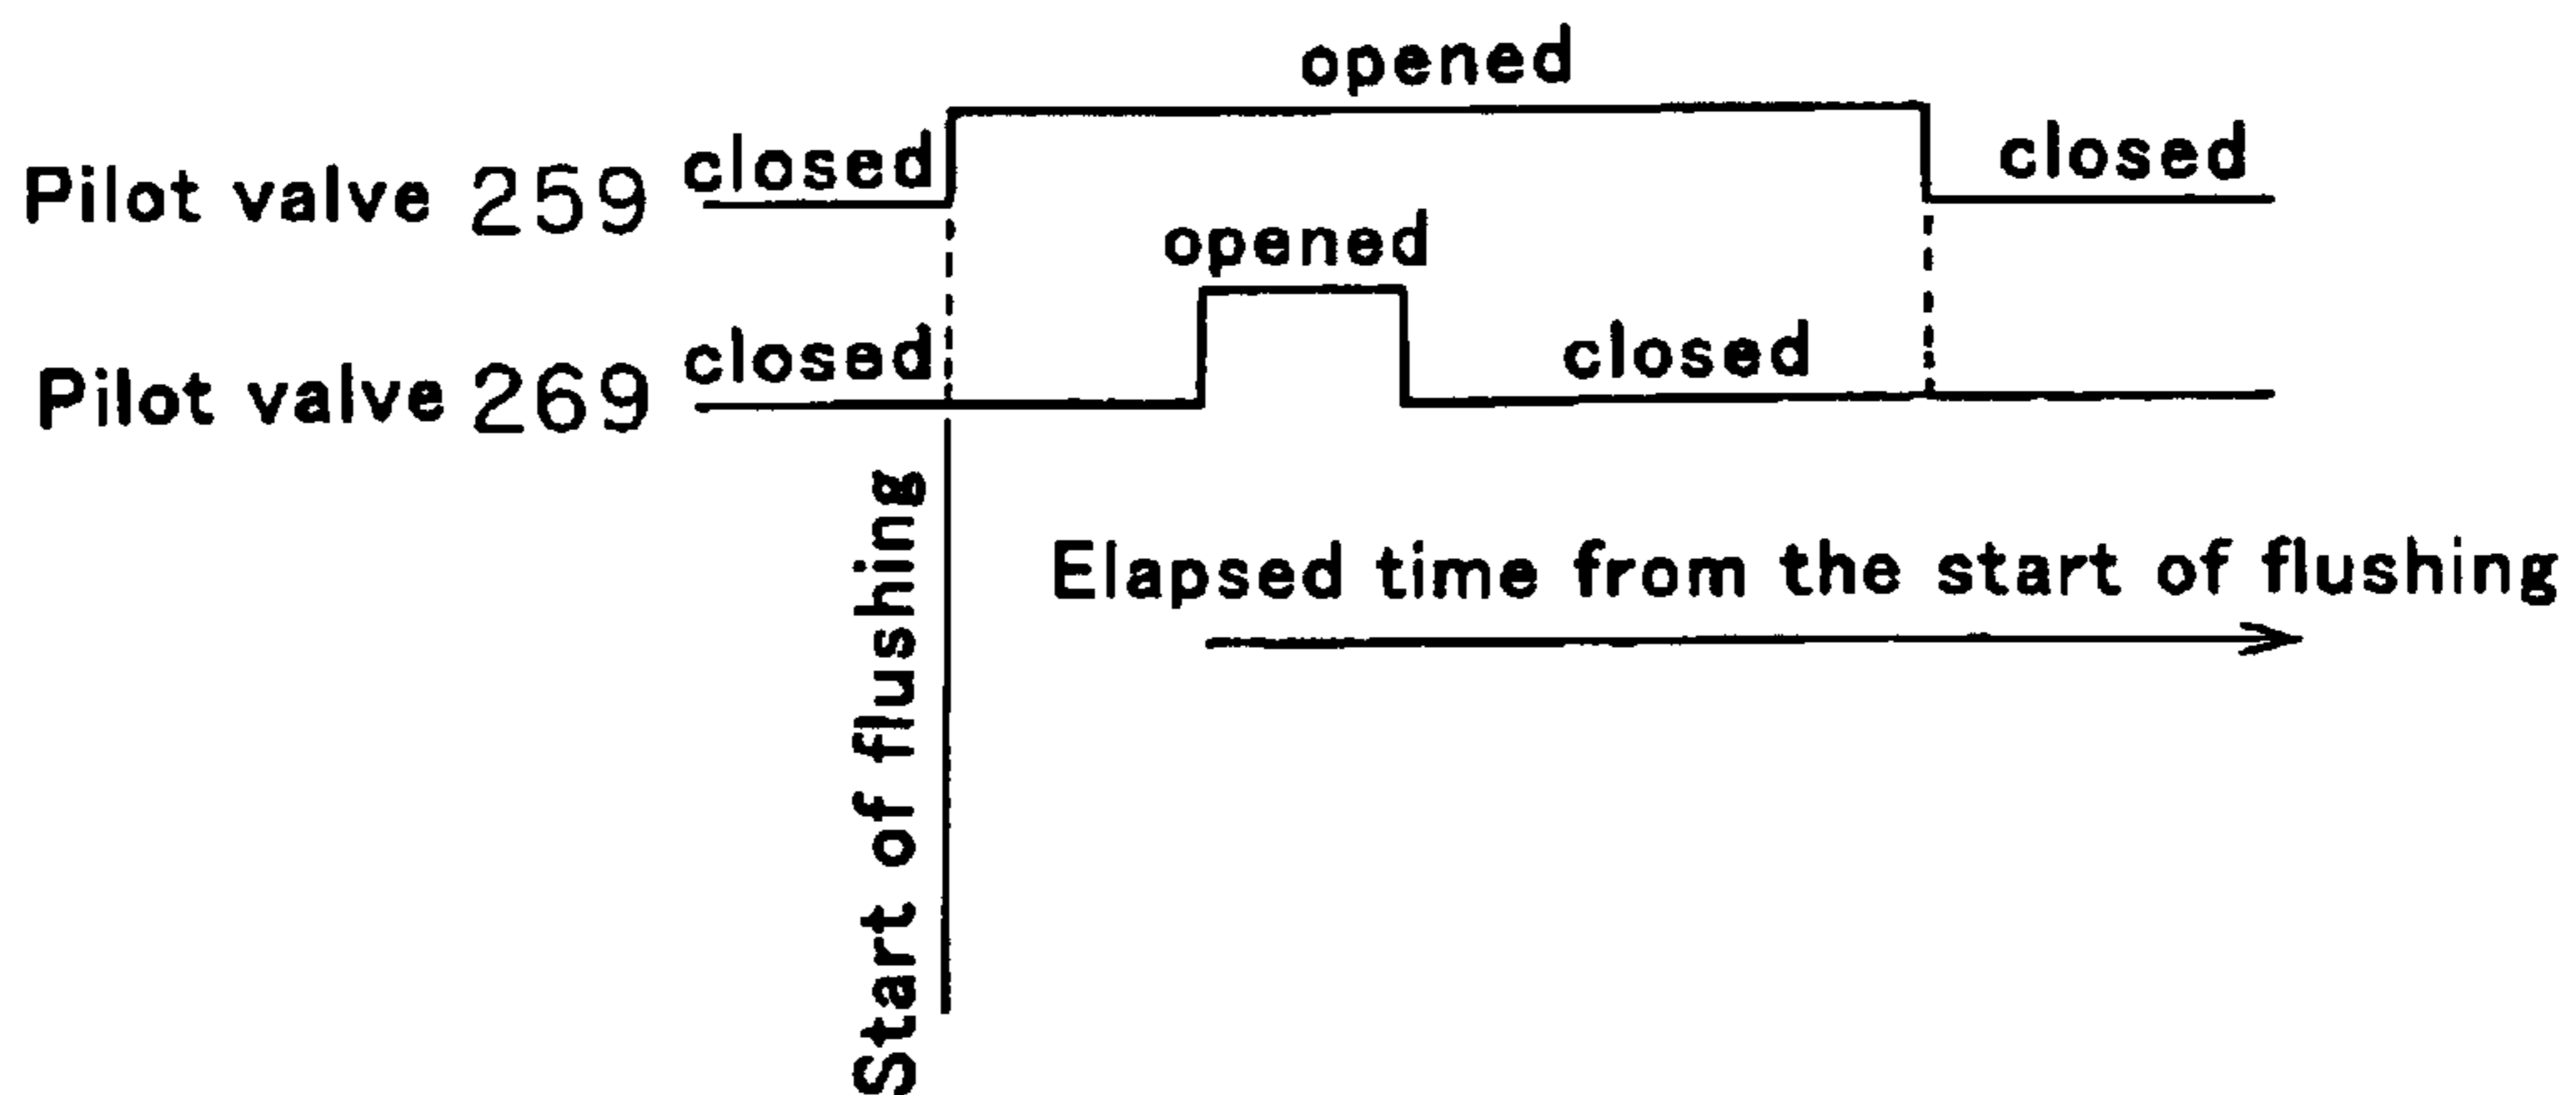 opened
Pilot valve 259 closed closed
opened
Pilot valve 269 closed closed
Start of flushing
Elapsed time from the start of flushing